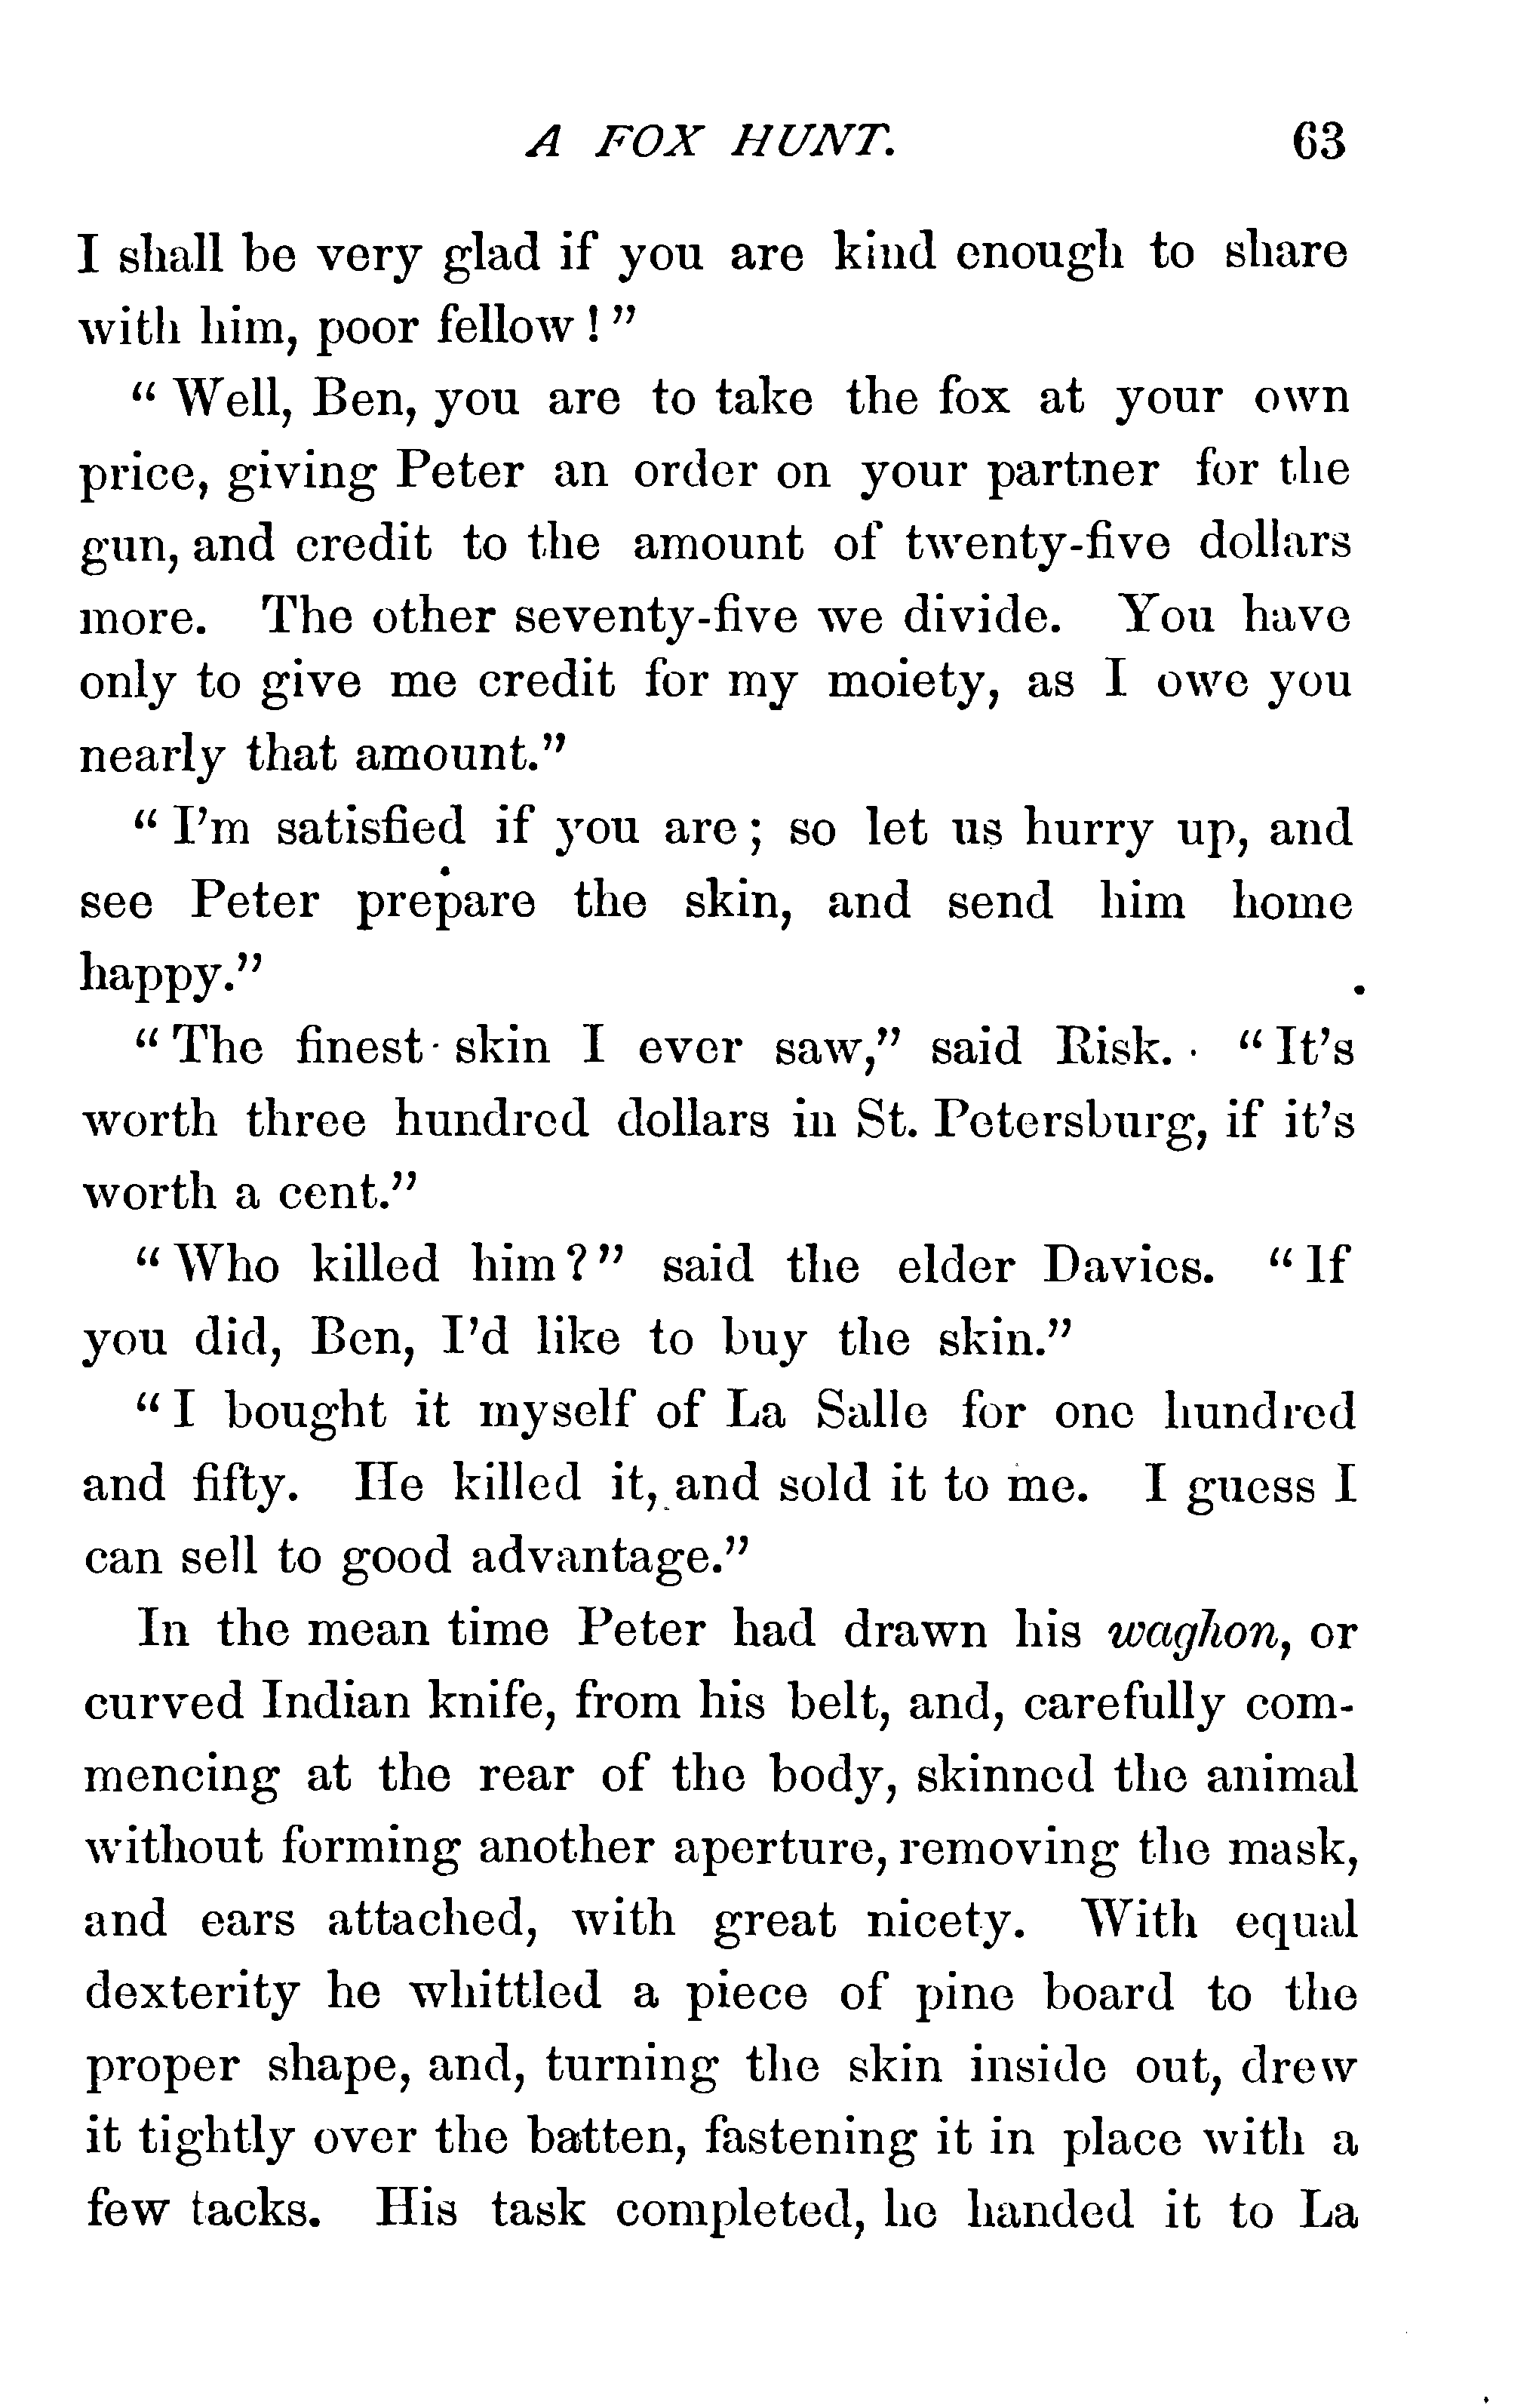 A FOX HUNT. 63
I shall be very glad if you are kind enough to share
with him, poor fellow!"
"Well, Ben, you are to take the fox at your own
price, giving Peter an order on your partner for the
gun, and credit to the amount of twenty-five dollars
more. The other seventy-five we divide. You have
only to give me credit for my moiety, as I owe you
nearly that amount."
"I'm satisfied if you are; so let us hurry up, and
see Peter prepare the skin, and send him home
happy."
"The finest skin I ever saw," said Risk. "It's
worth three hundred dollars in St. Petersburg, if it's
worth a cent."
"Who killed him?" said the elder Davies. "If
you did, Ben, I'd like to buy the skin."
"I bought it myself of La Salle for one hundred
and fifty. He killed it, and sold it to me. I guess I
can sell to good advantage."
In the mean time Peter had drawn his waghon, or
curved Indian knife, from his belt, and, carefully com-
mencing at the rear of the body, skinned the animal
without forming another aperture, removing the mask,
and ears attached, with great nicety. With equal
dexterity he whittled a piece of pine board to the
proper shape, and, turning the skin inside out, drew
it tightly over the batten, fastening it in place with a
few tacks. His task completed, he handed it to La